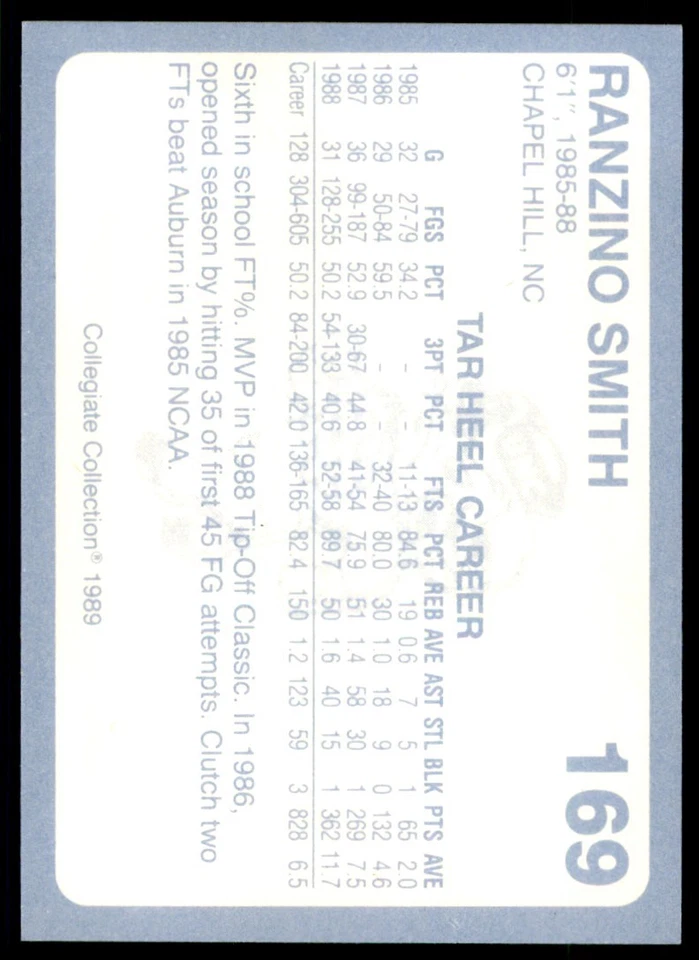 RANZINO SMITH 169
6'1", 1985-88
CHAPEL HILL, NC
TAR HEEL CAREER
G FGS PCT 3PT PCT FTS PCT REB AVE AST STL BLK PTS AVE
1985 32 27-79 34.2 - - 11-13 84.6 19 0.6 7 5 1 65 2.0
1986 29 50-84 59.5 - - 32-40 80.0 30 1.0 18 9 0 132 4.6
1987 36 99-187 52.9 30-67 44.8 41-54 75.9 51 1.4 58 30 1 269 7.5
1988 31 128-255 50.2 54-133 40.6 52-58 89.7 50 1.6 40 15 1 362 11.7
Career 128 304-605 50.2 84-200 42.0 136-165 82.4 150 1.2 123 59 3 828 6.5
Sixth in school FT%. MVP in 1988 Tip-Off Classic. In 1986,
opened season by hitting 35 of first 45 FG attempts. Clutch two
FTs beat Auburn in 1985 NCAA.
Collegiate Collection® 1989